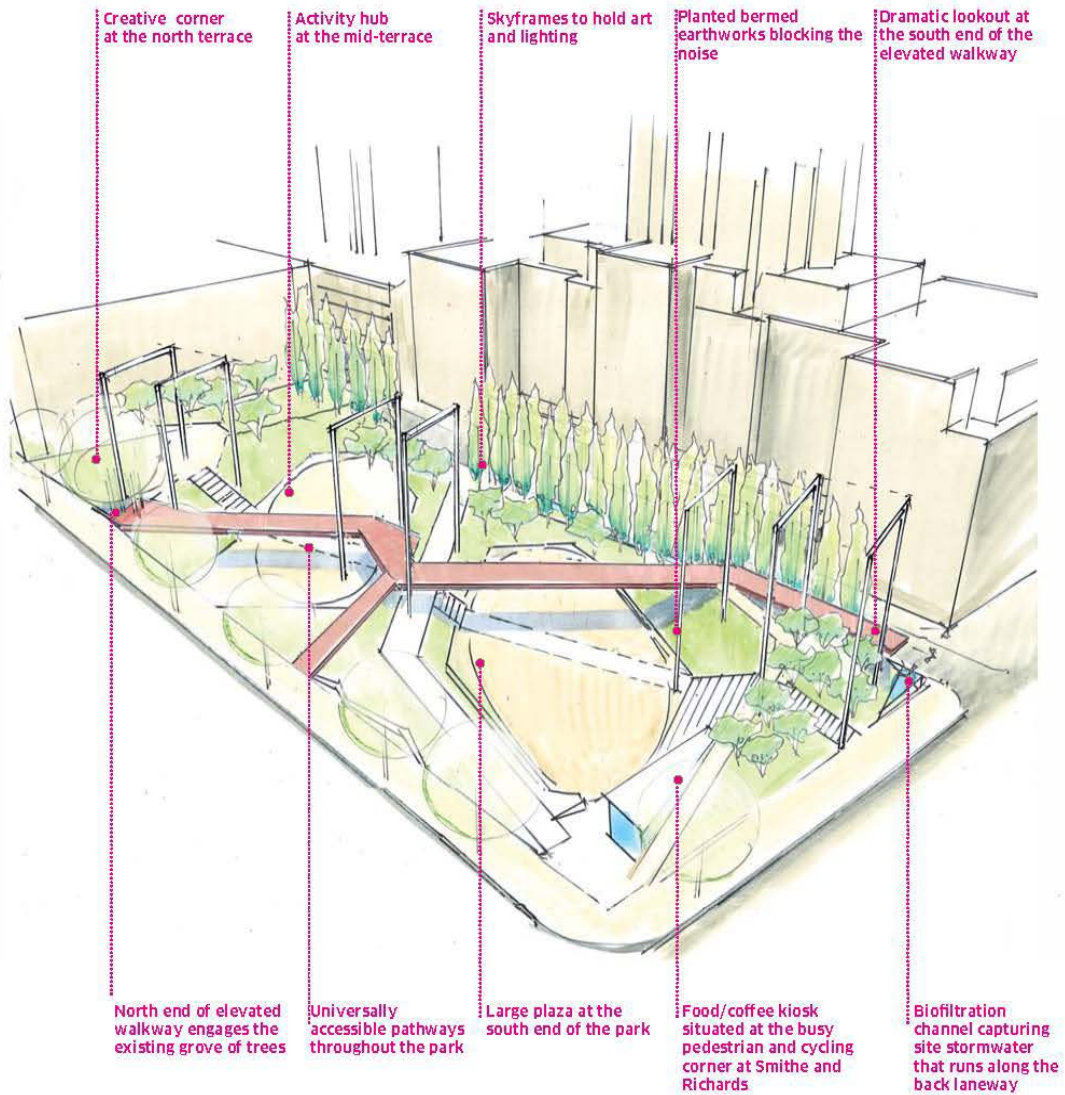 Creative corner
at the north terrace
Activity hub
at the mid-terrace
Skyframes to hold art
and lighting
Planted bermed
earthworks blocking the
noise
Dramatic lookout at
the south end of the
elevated walkway
North end of elevated
walkway engages the
existing grove of trees
Universally
accessible pathways
throughout the park
Large plaza at the
south end of the park
Food/coffee kiosk
situated at the busy
pedestrian and cycling
corner at Smithe and
Richards
Biofiltration
channel capturing
site stormwater
that runs along the
back laneway